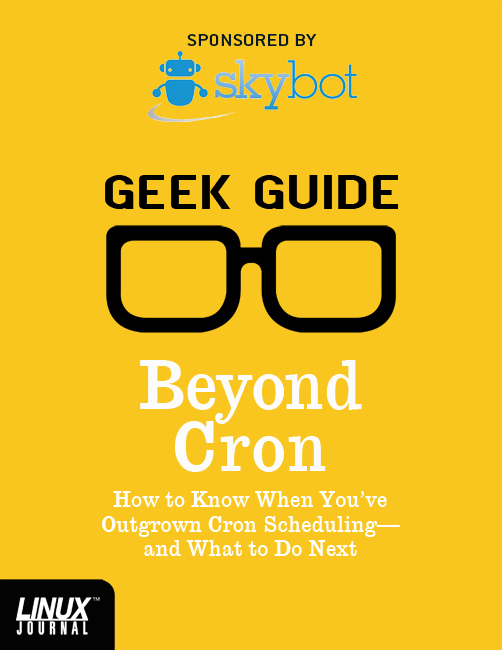 SPONSORED BY
skybot
GEEK GUIDE
Beyond
Cron
How to Know When You've
Outgrown Cron Scheduling—
and What to Do Next
LINUX™
JOURNAL